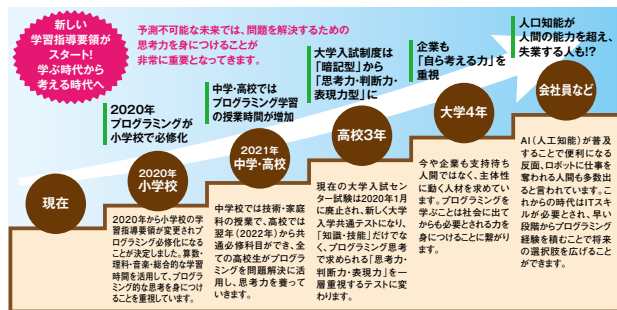 新しい
学習指導要領が
スタート!
学ぶ時代から
考える時代へ
予測不可能な未来では、問題を解決するための
思考力を身につけることが
非常に重要となってきます。
現在
2020年
プログラミングが
小学校で必修化
2020年
小学校
2020年から小学校の学
習指導要領が変更されプ
ログラミング必修化になる
ことが決定しました。算数・
理科・音楽・総合的な学習
時間を活用して、プログラ
ミング的な思考を身につけ
ることを重視しています。
中学・高校では
プログラミング学習
の授業時間が増加
2021年
中学・高校
中学校では技術・家庭
科の授業で、高校では
翌年(2022年)から共
通必修科目ができ、全
ての高校生がプログラ
ミングを問題解決に活
用し、思考力を養って
いきます。
大学入試制度は
「暗記型」から
「思考力・判断力・
表現力型」に
高校3年
現在の大学入試セン
ター試験は2020年1月
に廃止され、新しく大学
入学共通テストになり、
「知識・技能」だけでな
く、プログラミング思考
で求められる「思考力・
判断力・表現力」を一
層重視するテストに変
わります。
企業も
「自ら考える力」を
重視
大学4年
今や企業も支持待ち
人間ではなく、主体性
に動く人材を求めてい
ます。プログラミングを
学ぶことは社会に出て
からも必要とされる力を
身につけることに繋がり
ます。
人口知能が
人間の能力を超え、
失業する人も!?
会社員など
AI(人工知能)が普及
することで便利になる
反面、ロボットに仕事を
奪われる人間も多数出
ると言われています。こ
れからの時代はITスキ
ルが必要とされ、早い
段階からプログラミング
経験を積むことで将来
の選択肢を広げること
ができます。